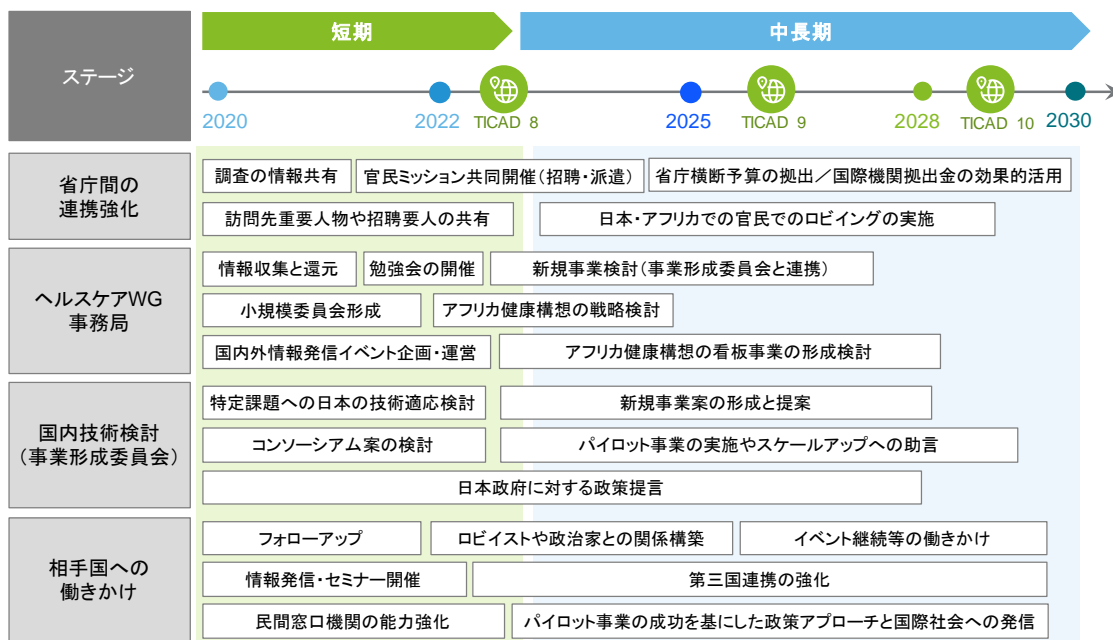 ステージ
短期
中長期
2020
2022
TICAD 8
2025
TICAD 9
2028
TICAD 10
2030
省庁間の
連携強化
調査の情報共有
官民ミッション共同開催（招聘・派遣）
省庁横断予算の拠出／国際機関拠出金の効果的活用
訪問先重要人物や招聘要人の共有
日本・アフリカでの官民でのロビイングの実施
ヘルスケアWG
事務局
情報収集と還元
勉強会の開催
新規事業検討（事業形成委員会と連携）
小規模委員会形成
アフリカ健康構想の戦略検討
国内外情報発信イベント企画・運営
アフリカ健康構想の看板事業の形成検討
国内技術検討
（事業形成委員会）
特定課題への日本の技術適応検討
新規事業案の形成と提案
コンソーシアム案の検討
パイロット事業の実施やスケールアップへの助言
日本政府に対する政策提言
相手国への
働きかけ
フォローアップ
ロビイストや政治家との関係構築
イベント継続等の働きかけ
情報発信・セミナー開催
第三国連携の強化
民間窓口機関の能力強化
パイロット事業の成功を基にした政策アプローチと国際社会への発信